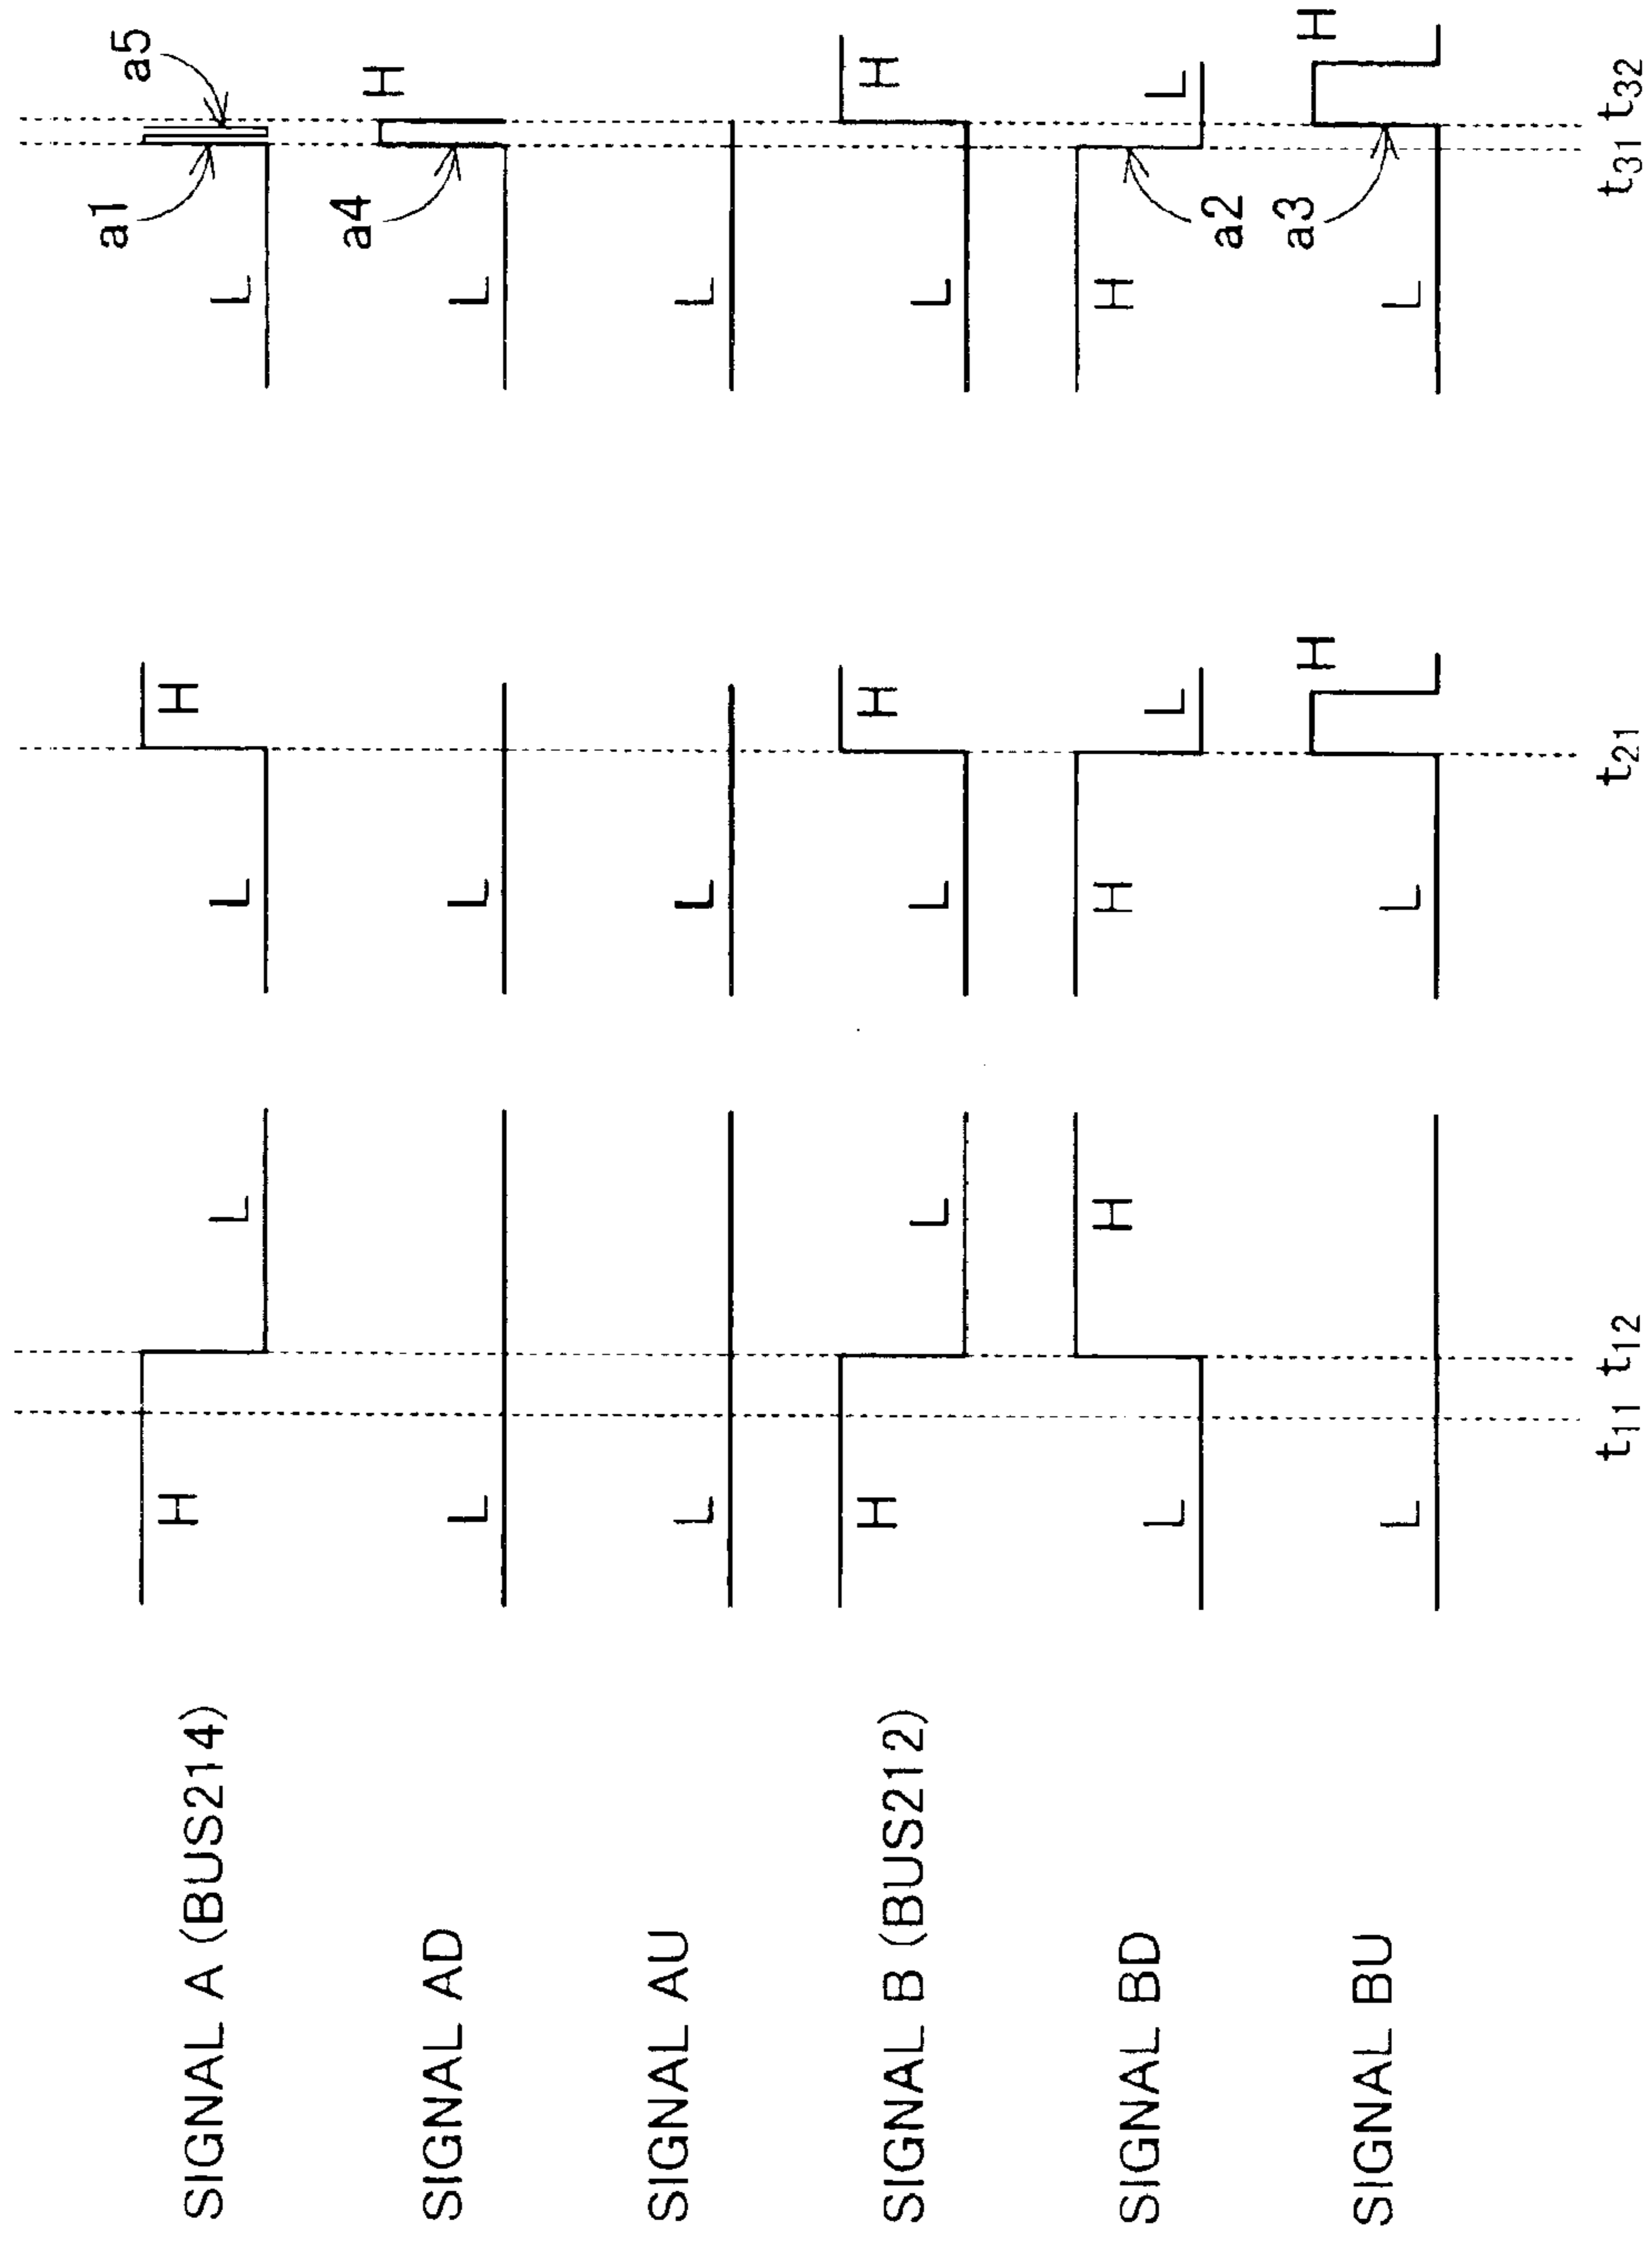 SIGNAL A (BUS214)
H
L
L
H
L
a1
a5
SIGNAL AD
L
L
L
a4
H
SIGNAL AU
L
L
L
SIGNAL B (BUS212)
H
L
L
H
L
H
SIGNAL BD
L
H
H
L
H
a2
L
SIGNAL BU
L
L
H
L
a3
H
t11 t12
t21
t31 t32